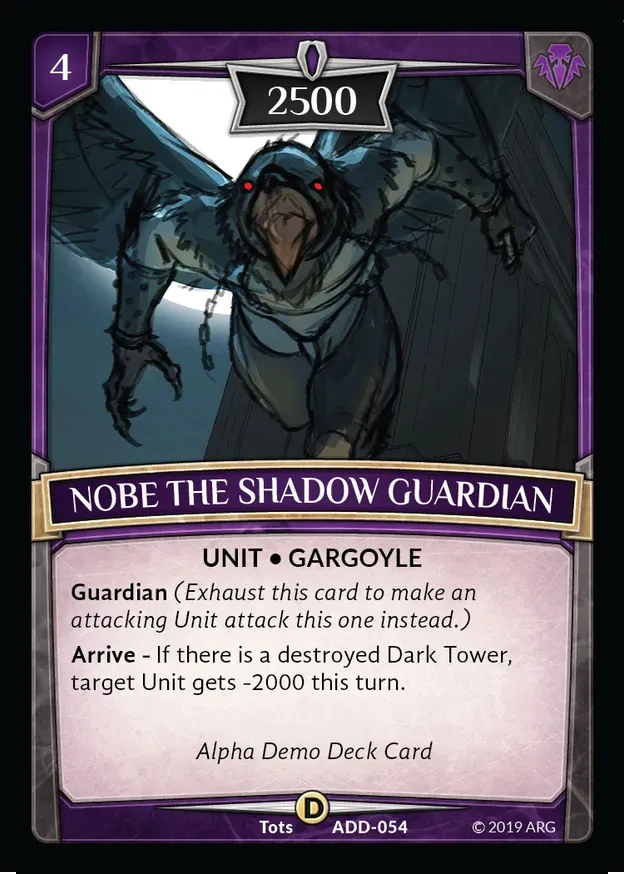 4
2500
NOBE THE SHADOW GUARDIAN
UNIT • GARGOYLE
Guardian (Exhaust this card to make an
attacking Unit attack this one instead.)
Arrive - If there is a destroyed Dark Tower,
target Unit gets -2000 this turn.
Alpha Demo Deck Card
D
Tots ADD-054 © 2019 ARG